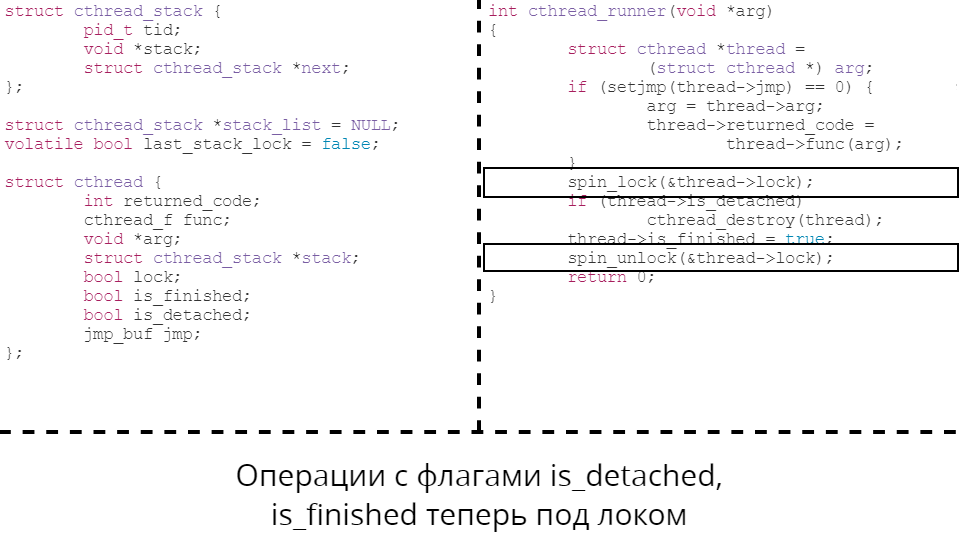 struct cthread_stack {
        pid_t tid;
        void *stack;
        struct cthread_stack *next;
};

struct cthread_stack *stack_list = NULL;
volatile bool last_stack_lock = false;

struct cthread {
        int returned_code;
        cthread_f func;
        void *arg;
        struct cthread_stack *stack;
        bool lock;
        bool is_finished;
        bool is_detached;
        jmp_buf jmp;
};
int cthread_runner(void *arg)
{
        struct cthread *thread =
                (struct cthread *) arg;
        if (setjmp(thread->jmp) == 0) {
                arg = thread->arg;
                thread->returned_code =
                        thread->func(arg);
        }
        spin_lock(&thread->lock);
        if (thread->is_detached)
                cthread_destroy(thread);
        thread->is_finished = true;
        spin_unlock(&thread->lock);
        return 0;
}
Операции с флагами is_detached,
is_finished теперь под локом